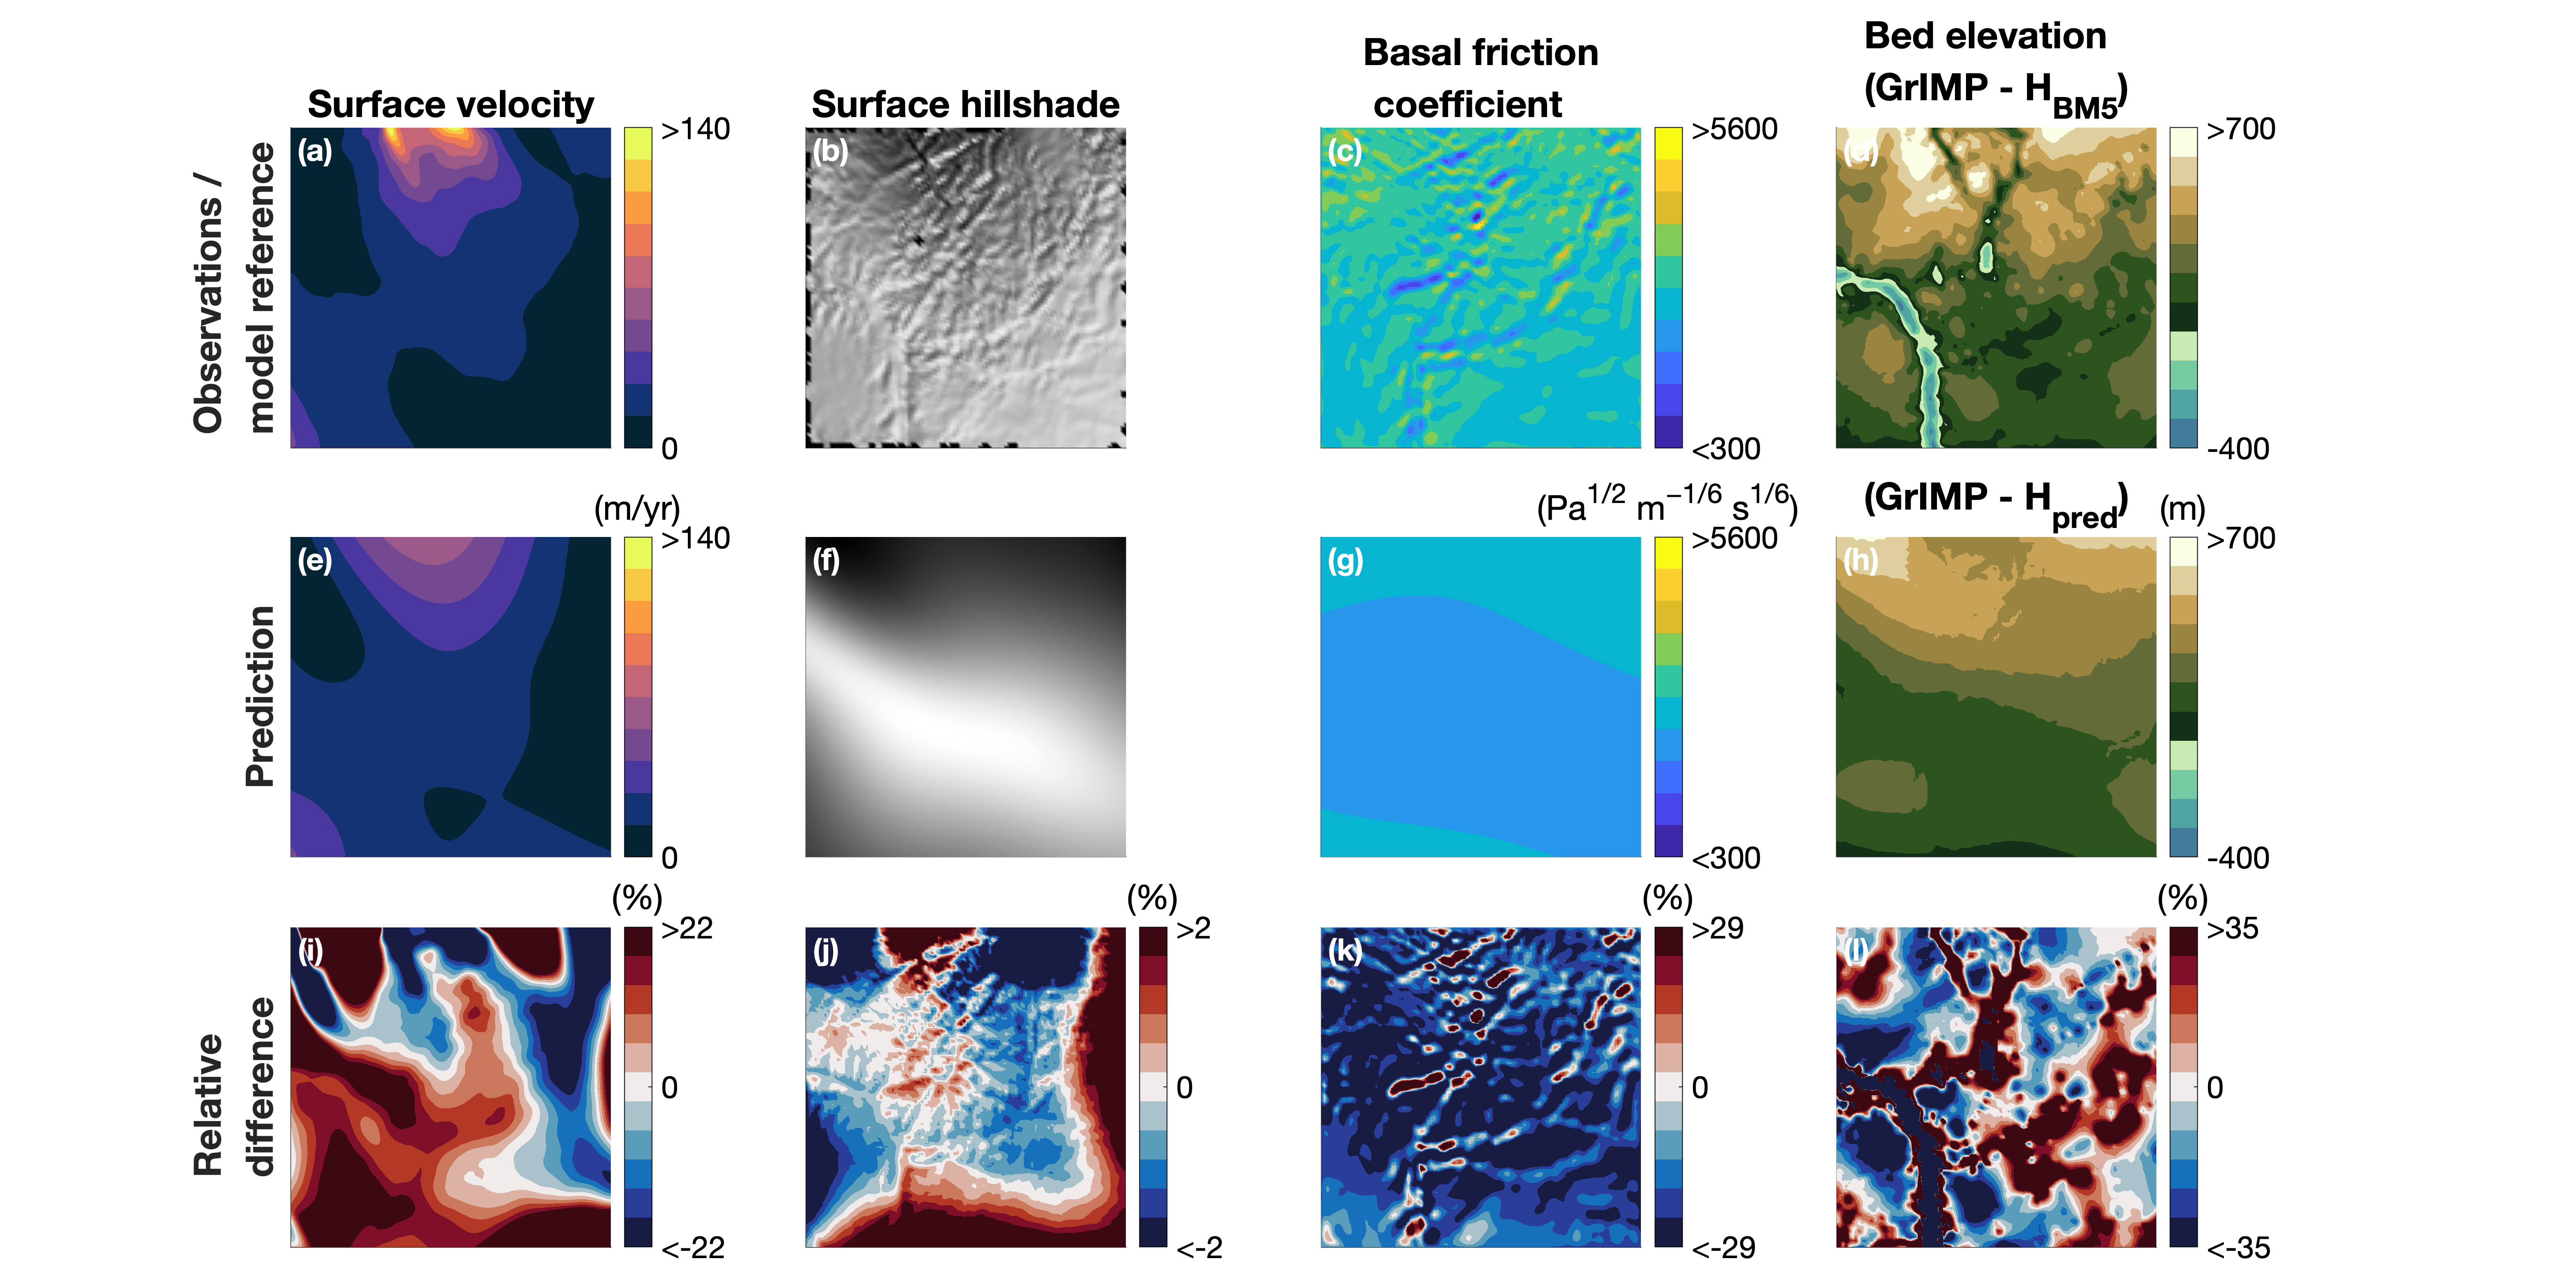 Surface velocity
Surface hillshade
Basal friction
coefficient
Bed elevation
(GrIMP - H_BM5)
Observations /
model reference
(a)
>140
0
(b)
(c)
>5600
<300
(d)
>700
-400
(m/yr)
(Pa^1/2 m^−1/6 s^1/6)
(GrIMP - H_pred)
(m)
Prediction
(e)
>140
0
(f)
(g)
>5600
<300
(h)
>700
-400
(%)
(%)
(%)
(%)
Relative
difference
(i)
>22
0
<-22
(j)
>2
0
<-2
(k)
>29
0
<-29
(l)
>35
0
<-35